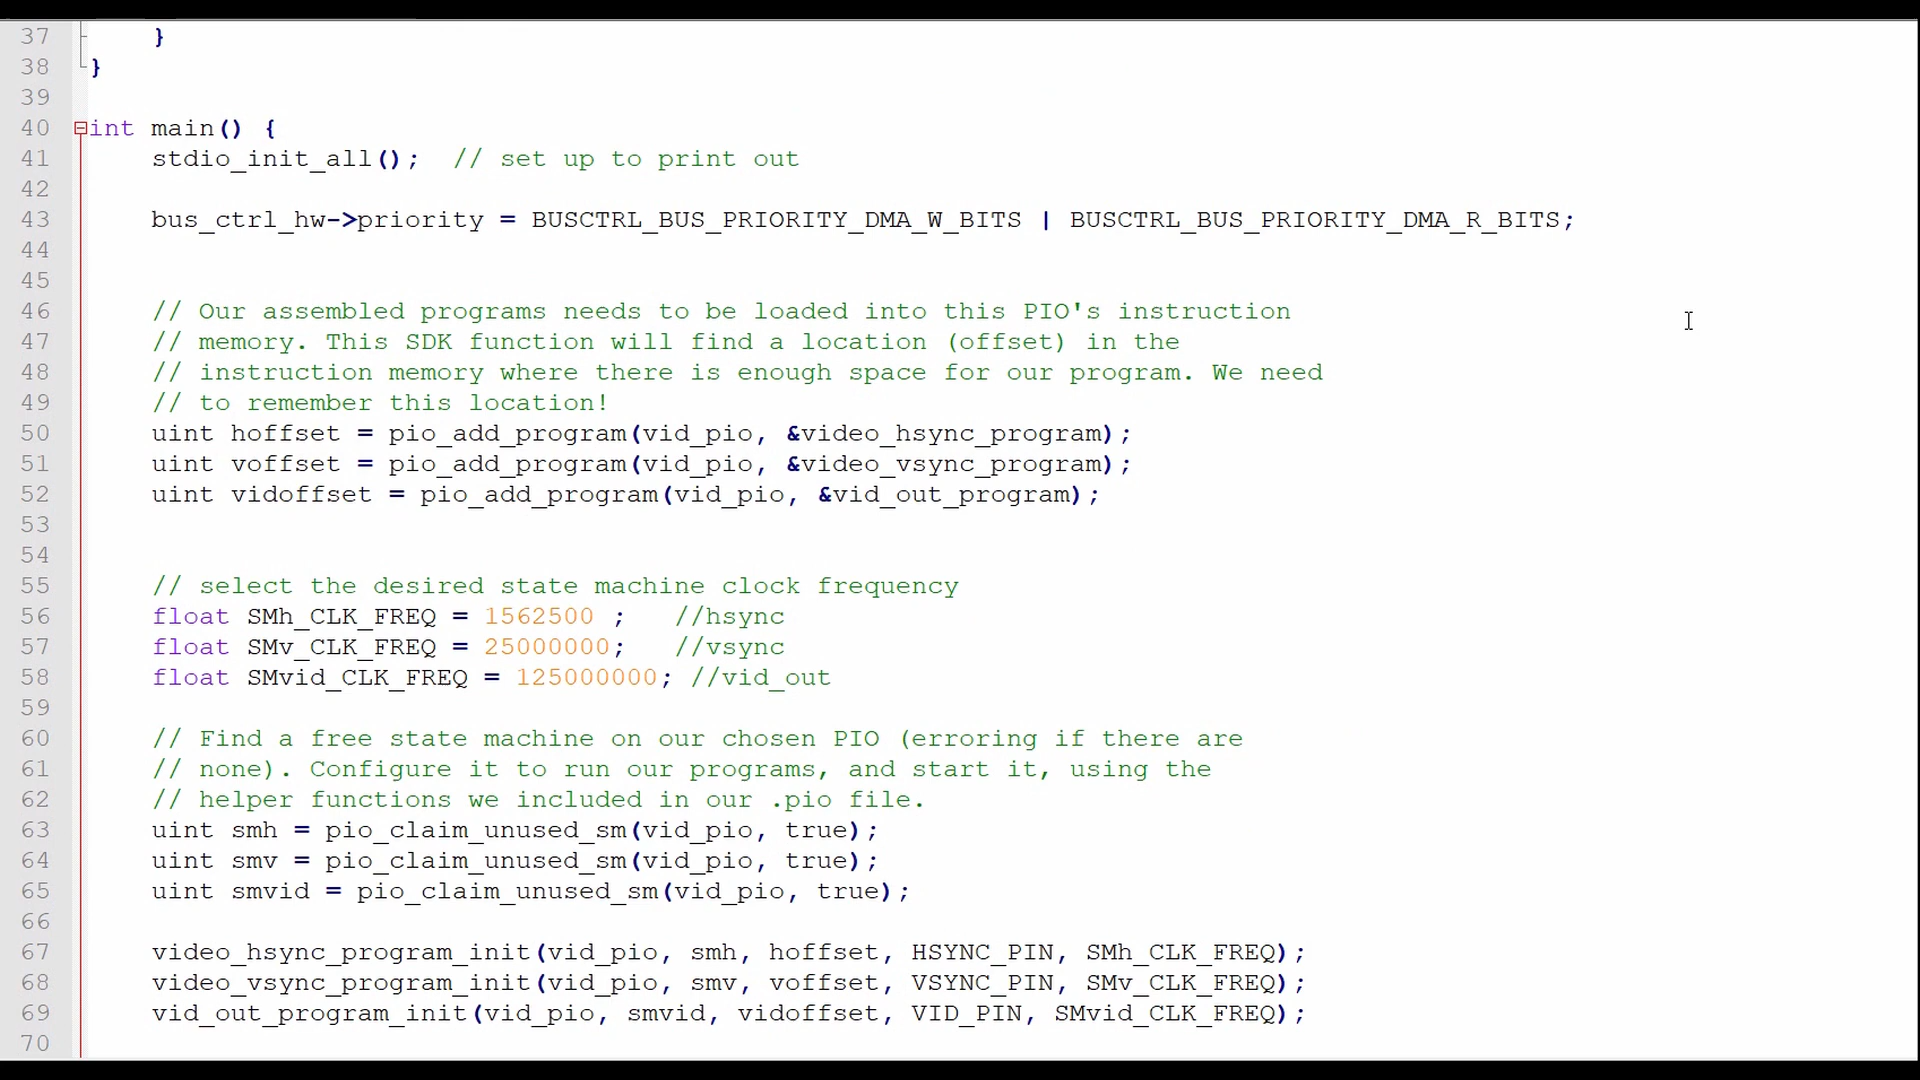 37 }
38 }
39
40 int main() {
41 stdio_init_all(); // set up to print out
42
43 bus_ctrl_hw->priority = BUSCTRL_BUS_PRIORITY_DMA_W_BITS | BUSCTRL_BUS_PRIORITY_DMA_R_BITS;
44
45
46 // Our assembled programs needs to be loaded into this PIO's instruction
47 // memory. This SDK function will find a location (offset) in the
48 // instruction memory where there is enough space for our program. We need
49 // to remember this location!
50 uint hoffset = pio_add_program(vid_pio, &video_hsync_program);
51 uint voffset = pio_add_program(vid_pio, &video_vsync_program);
52 uint vidoffset = pio_add_program(vid_pio, &vid_out_program);
53
54
55 // select the desired state machine clock frequency
56 float SMh_CLK_FREQ = 1562500 ; //hsync
57 float SMv_CLK_FREQ = 25000000; //vsync
58 float SMvid_CLK_FREQ = 125000000; //vid_out
59
60 // Find a free state machine on our chosen PIO (erroring if there are
61 // none). Configure it to run our programs, and start it, using the
62 // helper functions we included in our .pio file.
63 uint smh = pio_claim_unused_sm(vid_pio, true);
64 uint smv = pio_claim_unused_sm(vid_pio, true);
65 uint smvid = pio_claim_unused_sm(vid_pio, true);
66
67 video_hsync_program_init(vid_pio, smh, hoffset, HSYNC_PIN, SMh_CLK_FREQ);
68 video_vsync_program_init(vid_pio, smv, voffset, VSYNC_PIN, SMv_CLK_FREQ);
69 vid_out_program_init(vid_pio, smvid, vidoffset, VID_PIN, SMvid_CLK_FREQ);
70